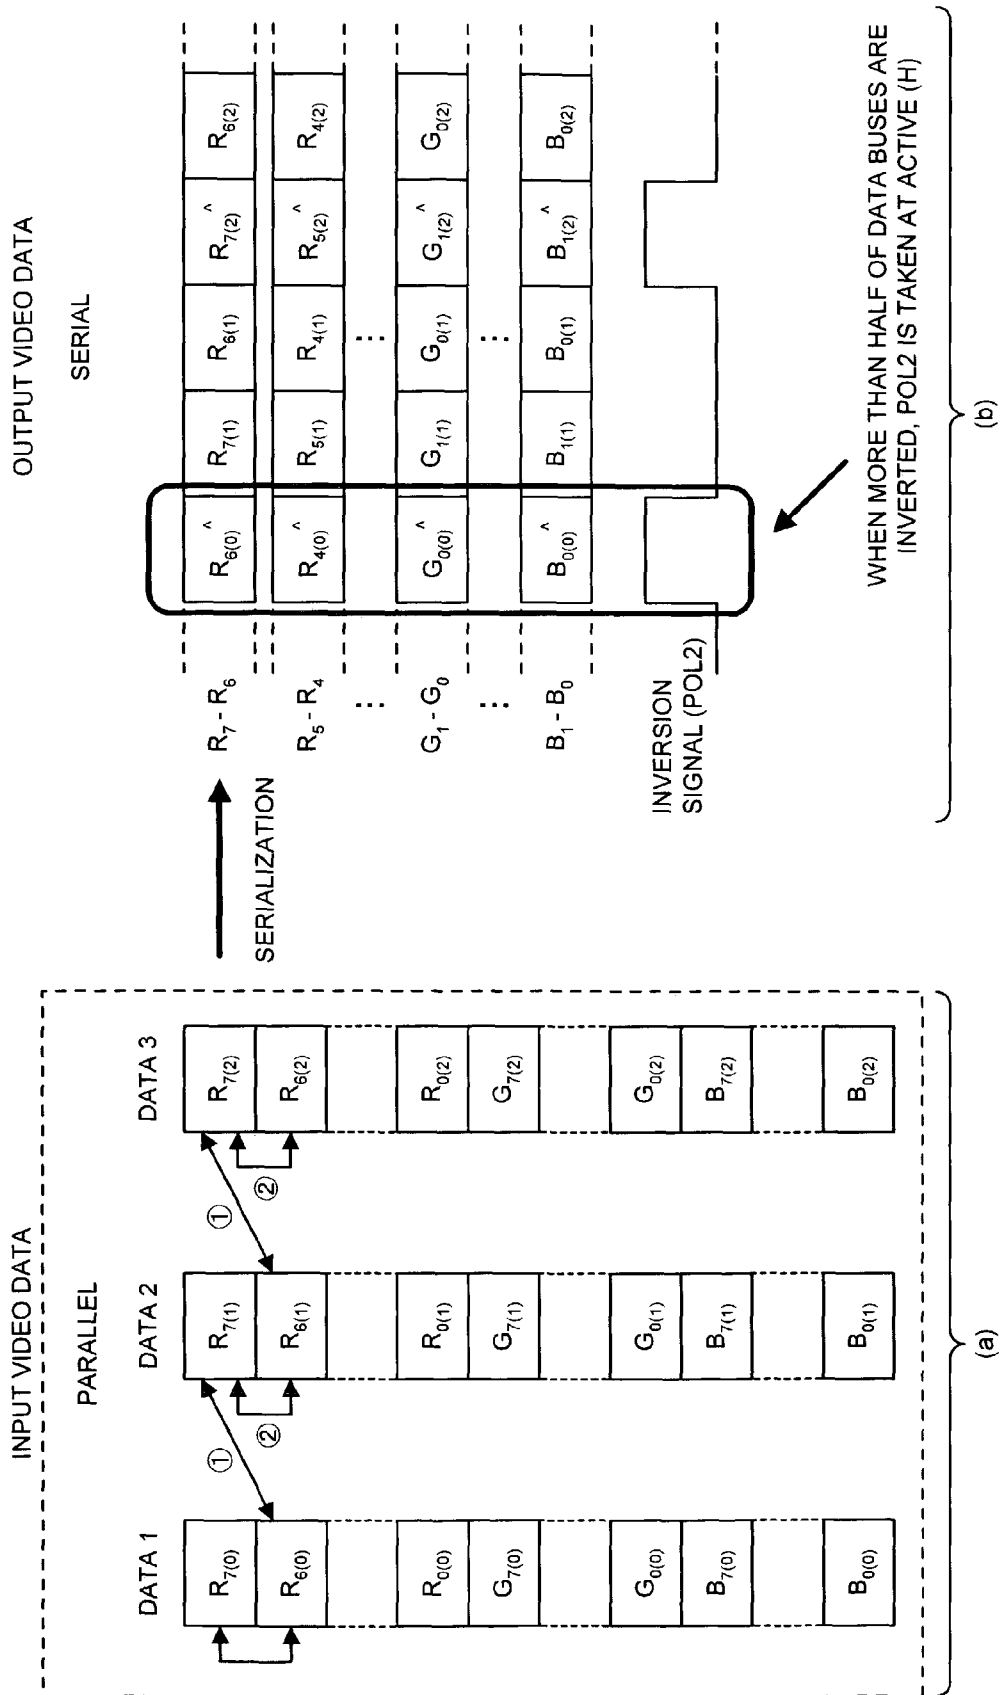 INPUT VIDEO DATA
PARALLEL
DATA 1
DATA 2
DATA 3
R7(0)
R7(1)
R7(2)
R6(0)
R6(1)
R6(2)
①
②
①
②
R0(0)
R0(1)
R0(2)
G7(0)
G7(1)
G7(2)
G0(0)
G0(1)
G0(2)
B7(0)
B7(1)
B7(2)
B0(0)
B0(1)
B0(2)
(a)
SERIALIZATION
OUTPUT VIDEO DATA
SERIAL
R7 - R6
R6(0)^
R7(1)
R6(1)
R7(2)^
R6(2)
R5 - R4
R4(0)^
R5(1)
R4(1)
R5(2)^
R4(2)
... ...
G1 - G0
G0(0)^
G1(1)
G0(1)
G1(2)^
G0(2)
... ...
B1 - B0
B0(0)^
B1(1)
B0(1)
B1(2)^
B0(2)
INVERSION
SIGNAL (POL2)
WHEN MORE THAN HALF OF DATA BUSES ARE
INVERTED, POL2 IS TAKEN AT ACTIVE (H)
(b)